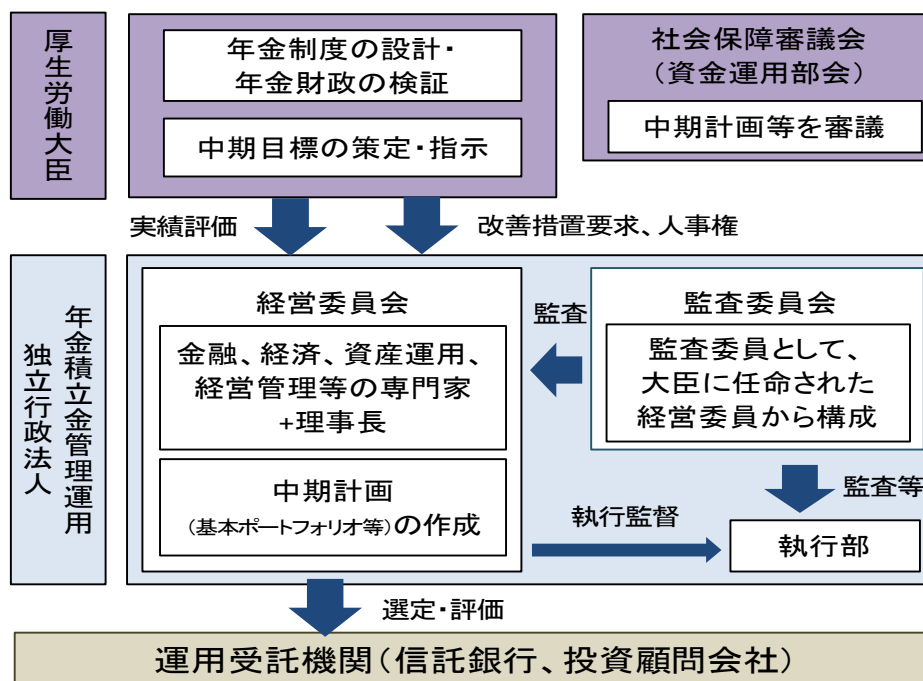 厚生労働大臣
年金制度の設計・
年金財政の検証
中期目標の策定・指示
社会保障審議会
（資金運用部会）
中期計画等を審議
実績評価
改善措置要求、人事権
年金積立金管理運用
独立行政法人
経営委員会
金融、経済、資産運用、
経営管理等の専門家
+理事長
中期計画
（基本ポートフォリオ等）の作成
監査
監査委員会
監査委員として、
大臣に任命された
経営委員から構成
監査等
執行監督
執行部
選定・評価
運用受託機関（信託銀行、投資顧問会社）